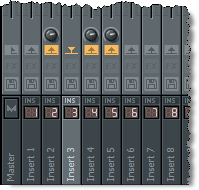 INS INS INS INS INS INS INS INS
1 2 3 4 5 6 7 8
Master
Insert 1
Insert 2
Insert 3
Insert 4
Insert 5
Insert 6
Insert 7
Insert 8